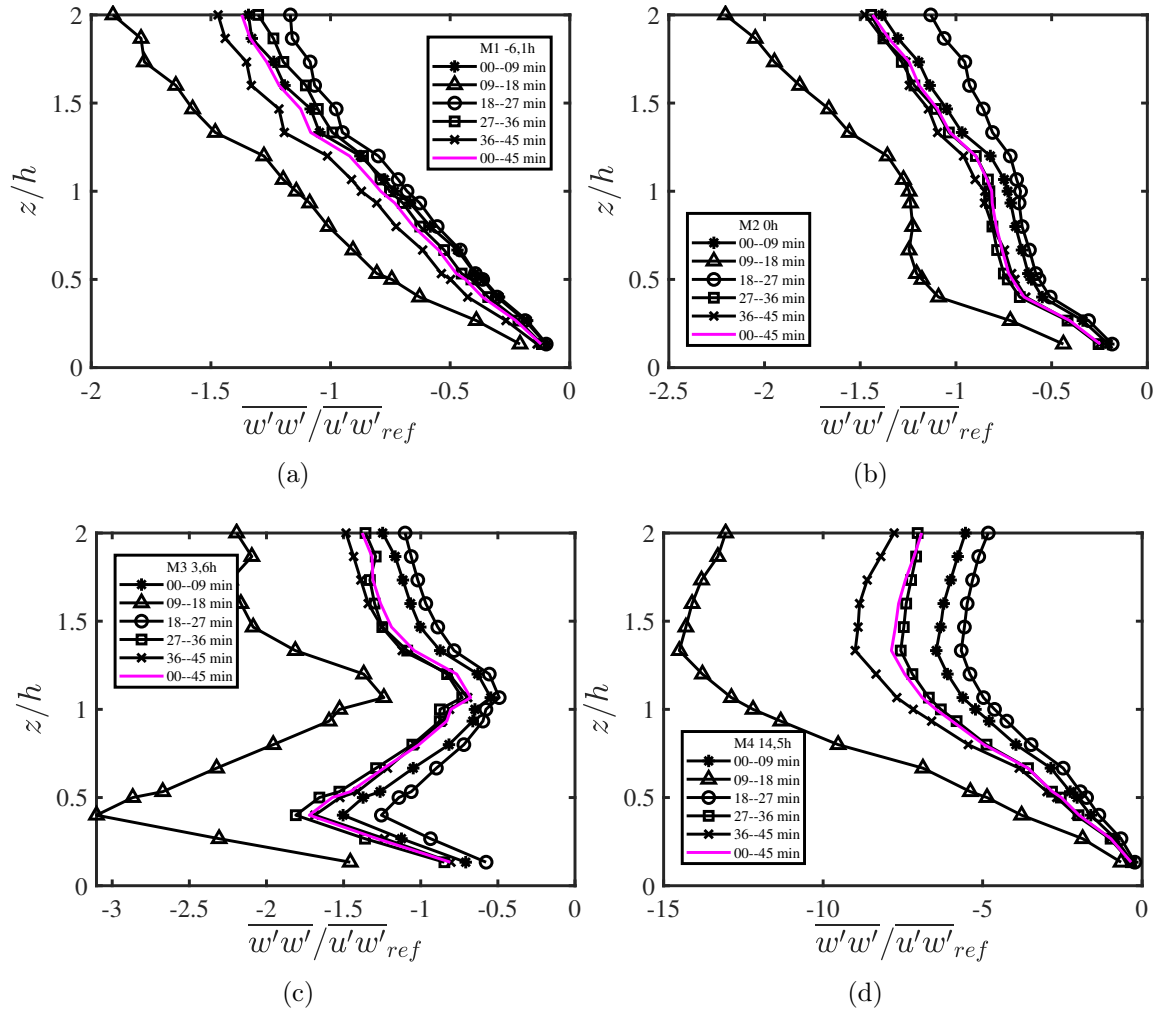 2
1.5
1
0.5
0
z/h
-2
-1.5
-1
-0.5
0
w'w'/u'w'ref
M1 -6,1h
00--09 min
09--18 min
18--27 min
27--36 min
36--45 min
00--45 min
(a)
2
1.5
1
0.5
0
z/h
-2.5
-2
-1.5
-1
-0.5
0
w'w'/u'w'ref
M2 0h
00--09 min
09--18 min
18--27 min
27--36 min
36--45 min
00--45 min
(b)
2
1.5
1
0.5
0
z/h
-3
-2.5
-2
-1.5
-1
-0.5
0
w'w'/u'w'ref
M3 3,6h
00--09 min
09--18 min
18--27 min
27--36 min
36--45 min
00--45 min
(c)
2
1.5
1
0.5
0
z/h
-15
-10
-5
0
w'w'/u'w'ref
M4 14,5h
00--09 min
09--18 min
18--27 min
27--36 min
36--45 min
00--45 min
(d)